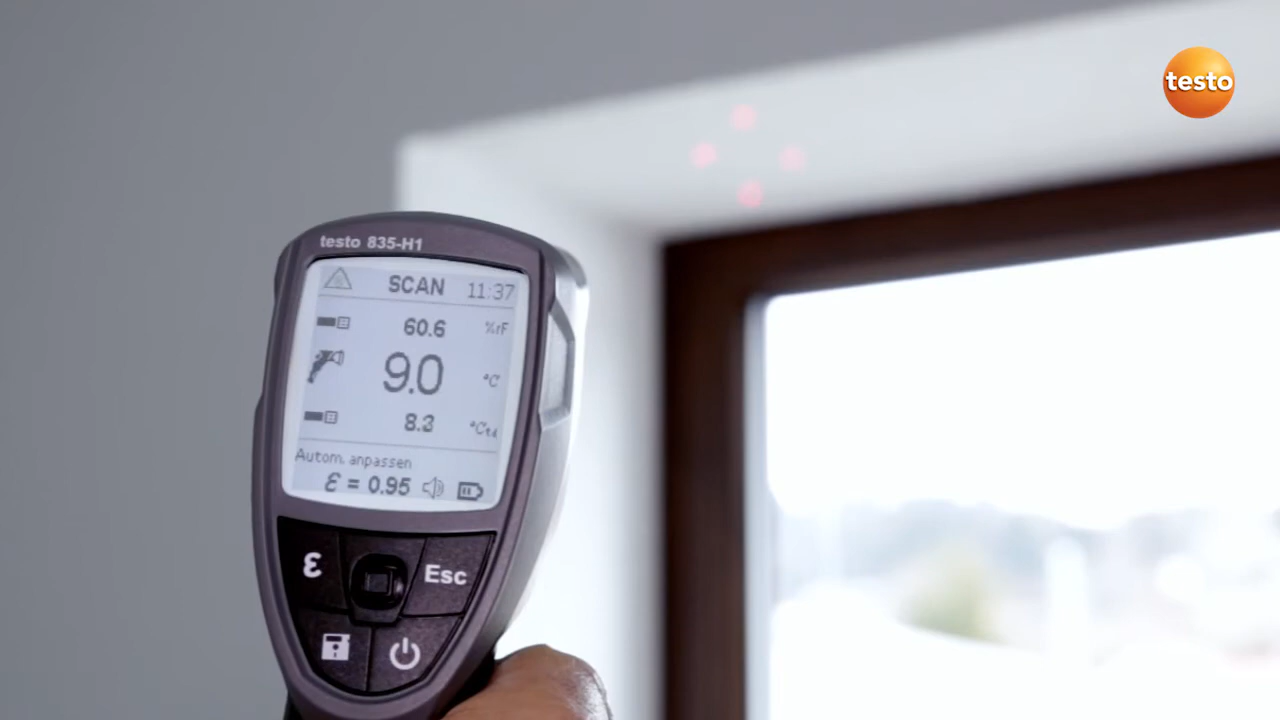 testo
testo 835-H1
SCAN 11:37
60.6 %rF
9.0 °C
8.3 °Ctd
Autom. anpassen
ε = 0.95
ε
Esc